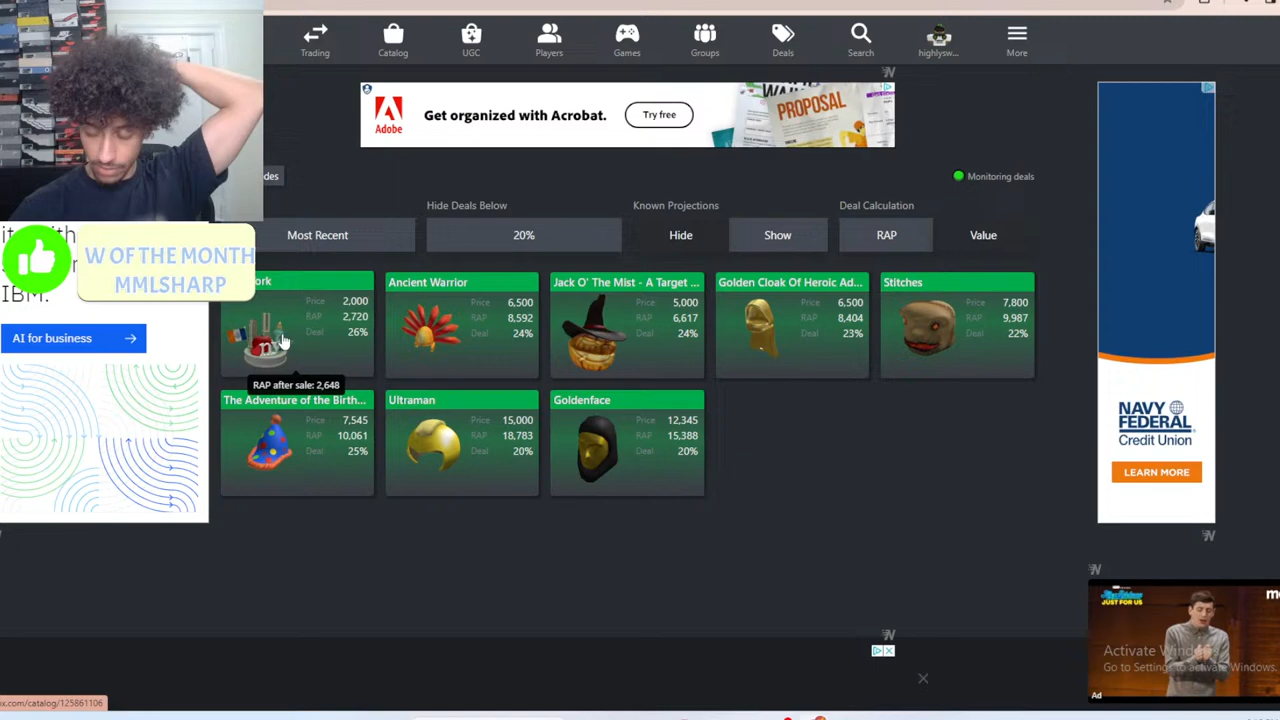 Trading
Catalog
UGC
Players
Games
Groups
Deals
Search
highlysw...
More
Adobe
Get organized with Acrobat.
Try free
PROPOSAL
des
Monitoring deals
Hide Deals Below
Known Projections
Deal Calculation
Most Recent
20%
Hide
Show
RAP
Value
W OF THE MONTH
MMLSHARP
IBM.
AI for business
ork
Price 2,000
RAP 2,720
Deal 26%
RAP after sale: 2,648
Ancient Warrior
Price 6,500
RAP 8,592
Deal 24%
Jack O' The Mist - A Target ...
Price 5,000
RAP 6,617
Deal 24%
Golden Cloak Of Heroic Ad...
Price 6,500
RAP 8,404
Deal 23%
Stitches
Price 7,800
RAP 9,987
Deal 22%
The Adventure of the Birth...
Price 7,545
RAP 10,061
Deal 25%
Ultraman
Price 15,000
RAP 18,783
Deal 20%
Goldenface
Price 12,345
RAP 15,388
Deal 20%
NAVY
FEDERAL
Credit Union
LEARN MORE
JUST FOR US
Activate Windows
Go to Settings to activate Windows.
Ad
ox.com/catalog/125861106